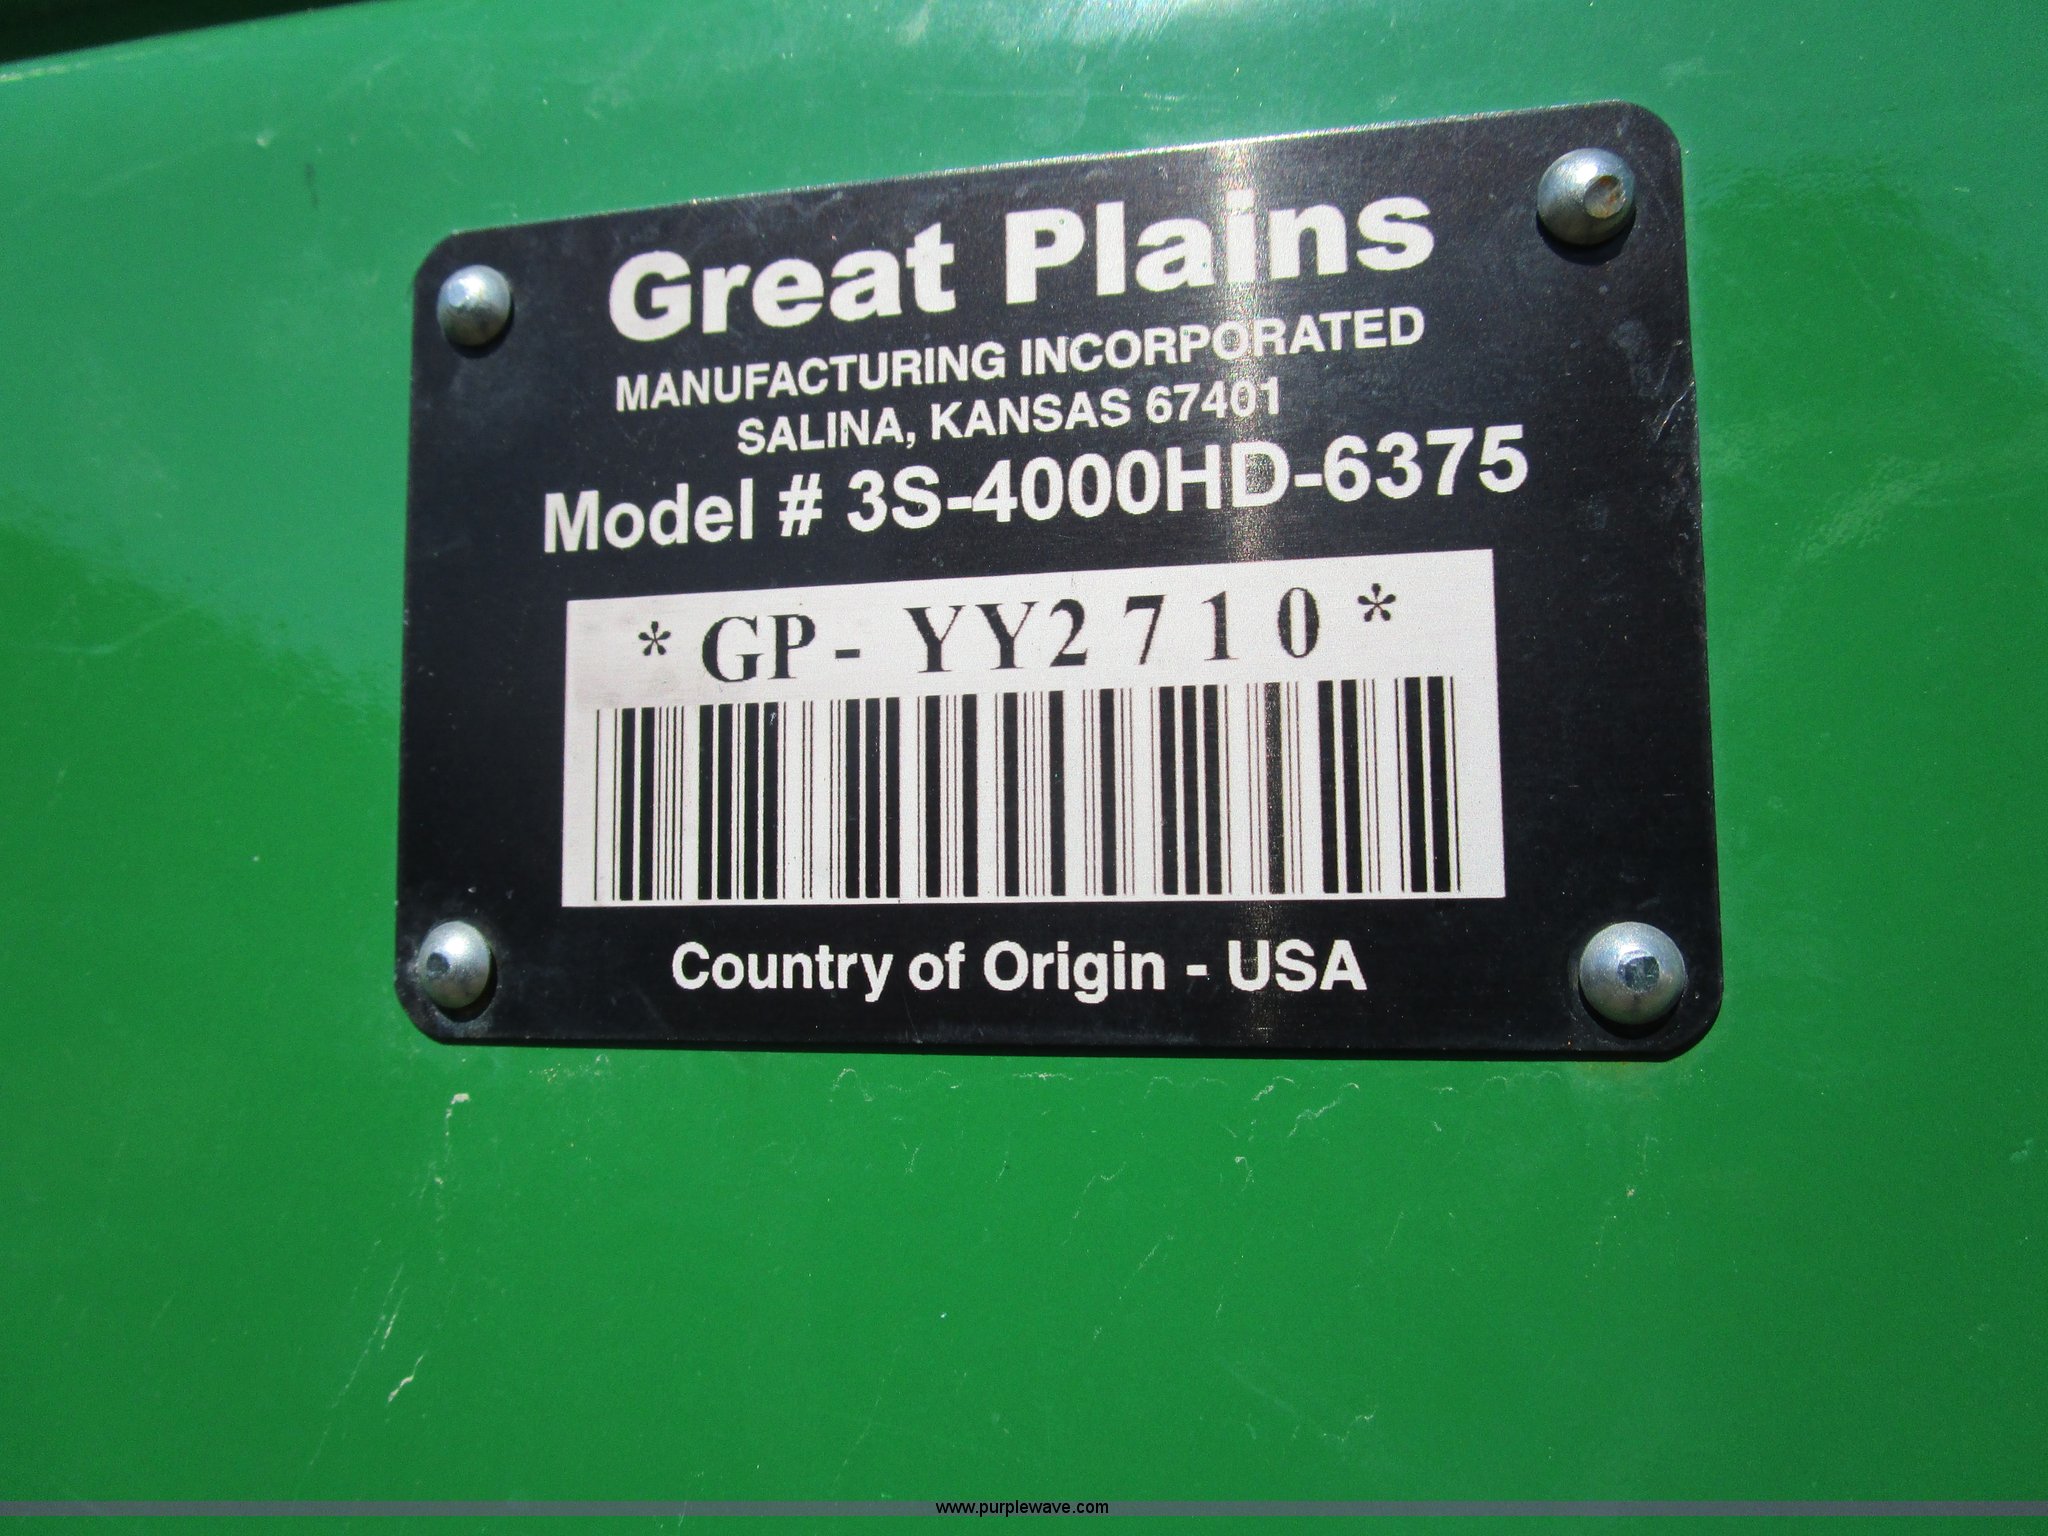 Great Plains
MANUFACTURING INCORPORATED
SALINA, KANSAS 67401
Model # 3S-4000HD-6375
*GP-YY2710*
Country of Origin - USA
www.purplewave.com